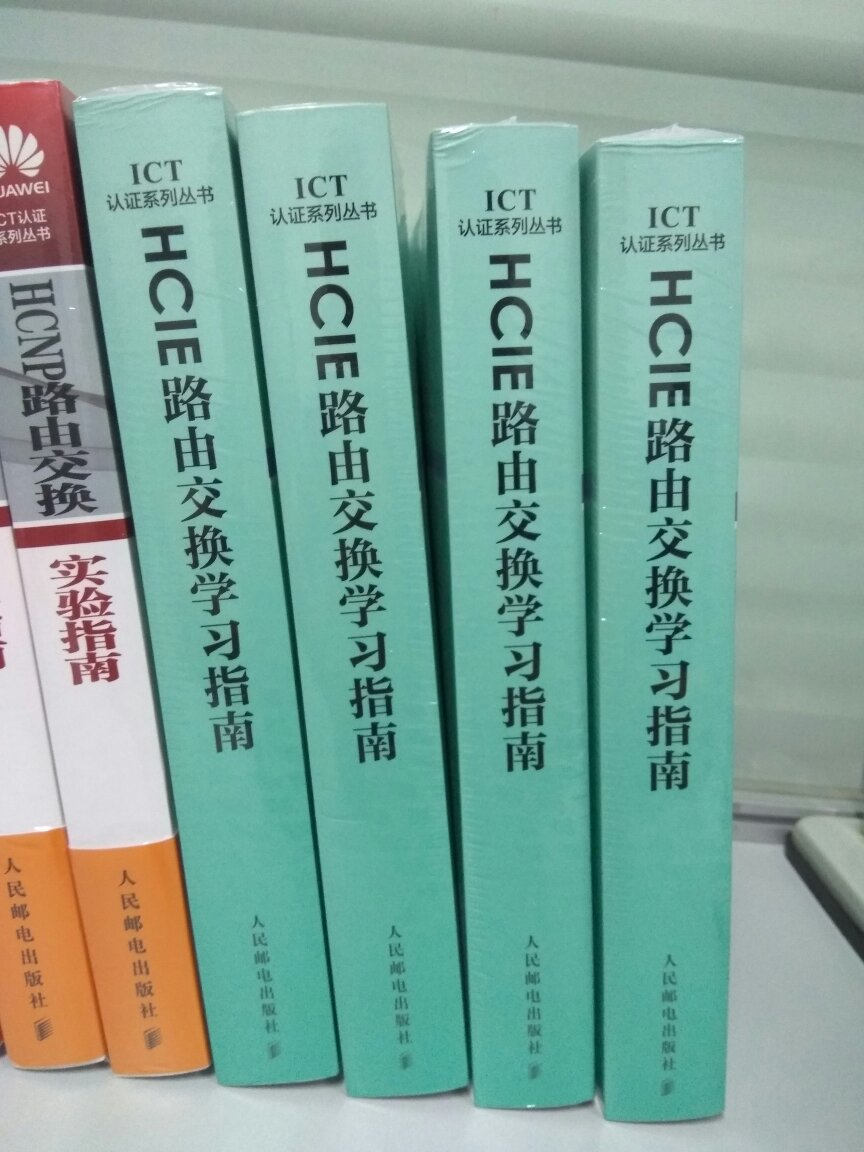 HUAWEI
ICT认证
系列丛书
HCNP路由交换
实验指南
人民邮电出版社
人民邮电出版社
ICT
认证系列丛书
HCIE路由交换学习指南
人民邮电出版社
ICT
认证系列丛书
HCIE路由交换学习指南
人民邮电出版社
ICT
认证系列丛书
HCIE路由交换学习指南
人民邮电出版社
ICT
认证系列丛书
HCIE路由交换学习指南
人民邮电出版社